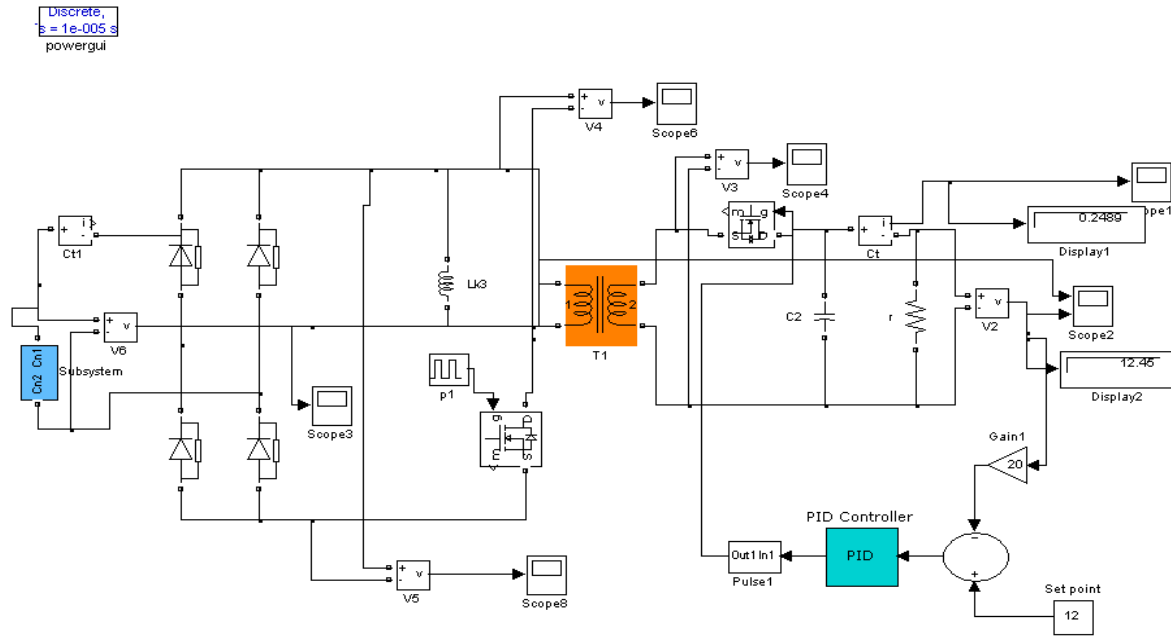 Discrete,
s = 1e-005 s
powergui
+
-
v
V4
Scope6
+
-
v
V3
Scope4
m g
S D
+
-
i
Ct1
+
-
i
Ct
ope1
0.2489
Display1
Lk3
1
2
T1
C2
r
+
-
v
V2
Scope2
+
-
v
V6
Cn2 Cn1
Subsystem
p1
g D
m S
Scope3
12.45
Display2
Gain1
20
PID Controller
PID
Out1 In1
Pulse1
−
+
Set point
12
+
-
v
V5
Scope8